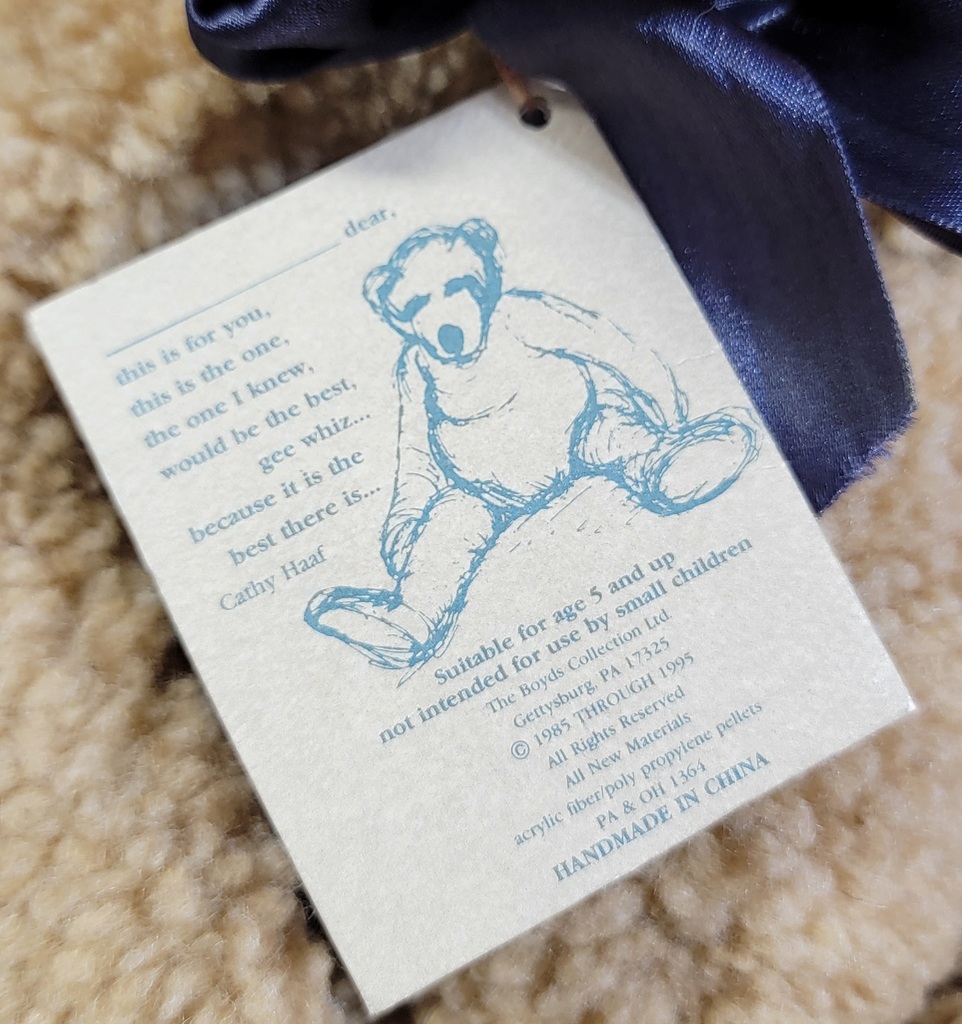 ______________ dear,
this is for you,
this is the one,
the one I knew,
would be the best,
gee whiz...
because it is the
best there is...
Cathy Haaf
Suitable for age 5 and up
not intended for use by small children
The Boyds Collection Ltd.
Gettysburg, PA 17325
© 1985 THROUGH 1995
All Rights Reserved
All New Materials
acrylic fiber/poly propylene pellets
PA & OH 1364
HANDMADE IN CHINA